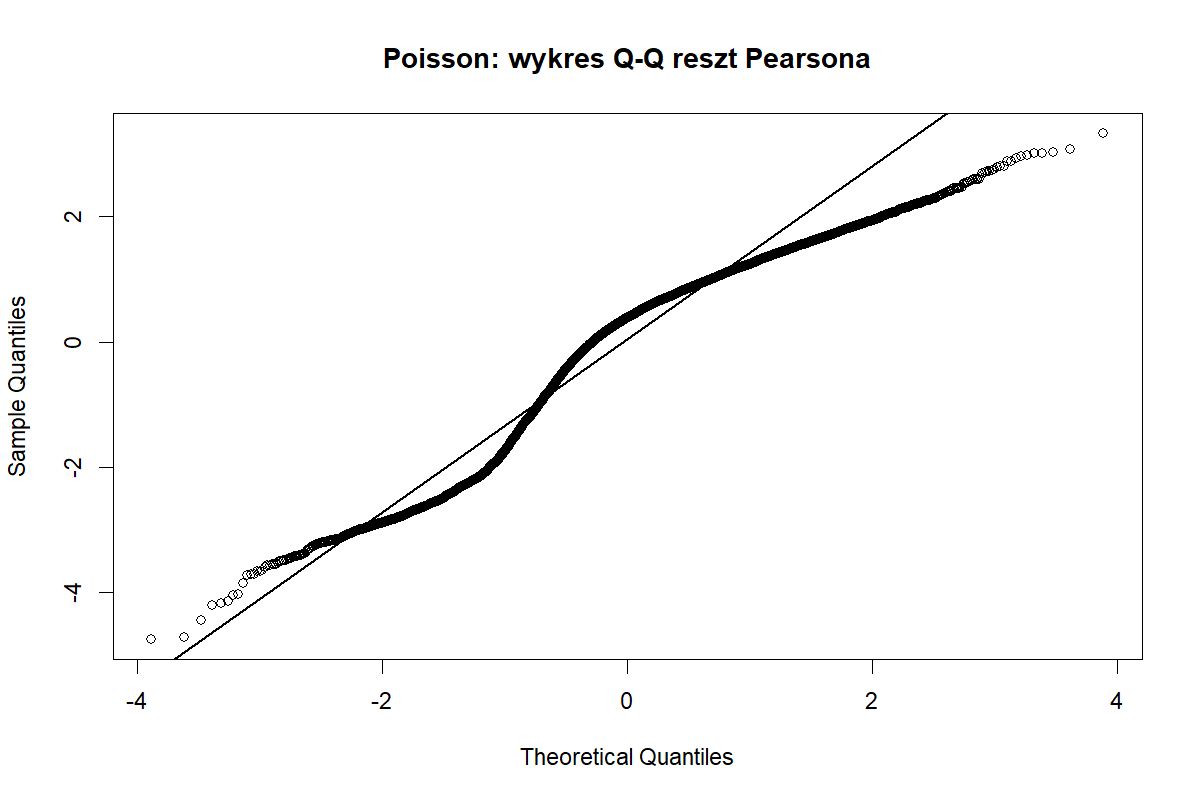 Poisson: wykres Q-Q reszt Pearsona
Sample Quantiles
2
0
-2
-4
-4 -2 0 2 4
Theoretical Quantiles